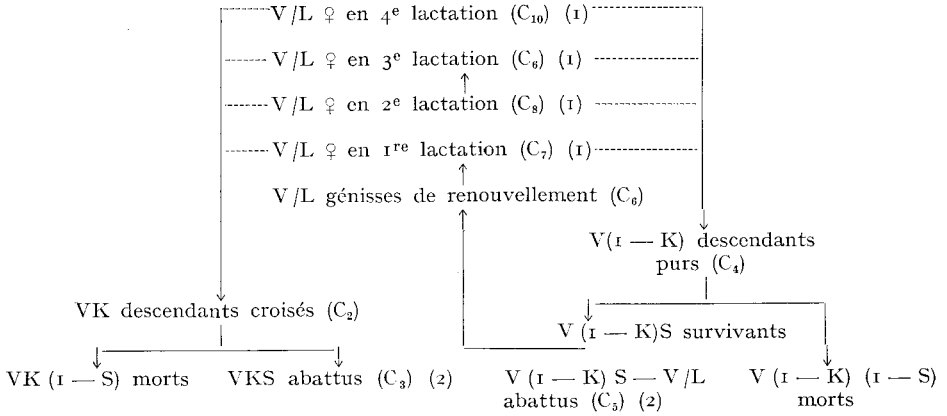 V/L ♀ en 4e lactation (C10) (1)
V/L ♀ en 3e lactation (C6) (1)
V/L ♀ en 2e lactation (C8) (1)
V/L ♀ en 1re lactation (C7) (1)
V/L génisses de renouvellement (C6)
V(1 — K) descendants
purs (C4)
VK descendants croisés (C2)
V (1 — K)S survivants
VK (1 — S) morts
VKS abattus (C3) (2)
V (1 — K) S — V/L
abattus (C5) (2)
V (1 — K) (1 — S)
morts